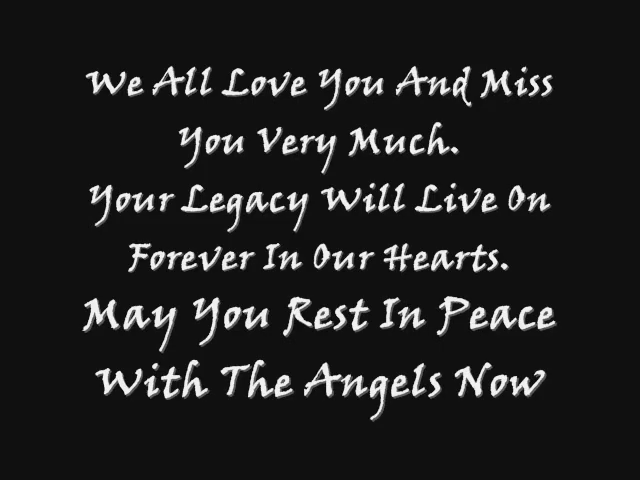 We All Love You And Miss
You Very Much.
Your Legacy Will Live On
Forever In Our Hearts.
May You Rest In Peace
With The Angels Now